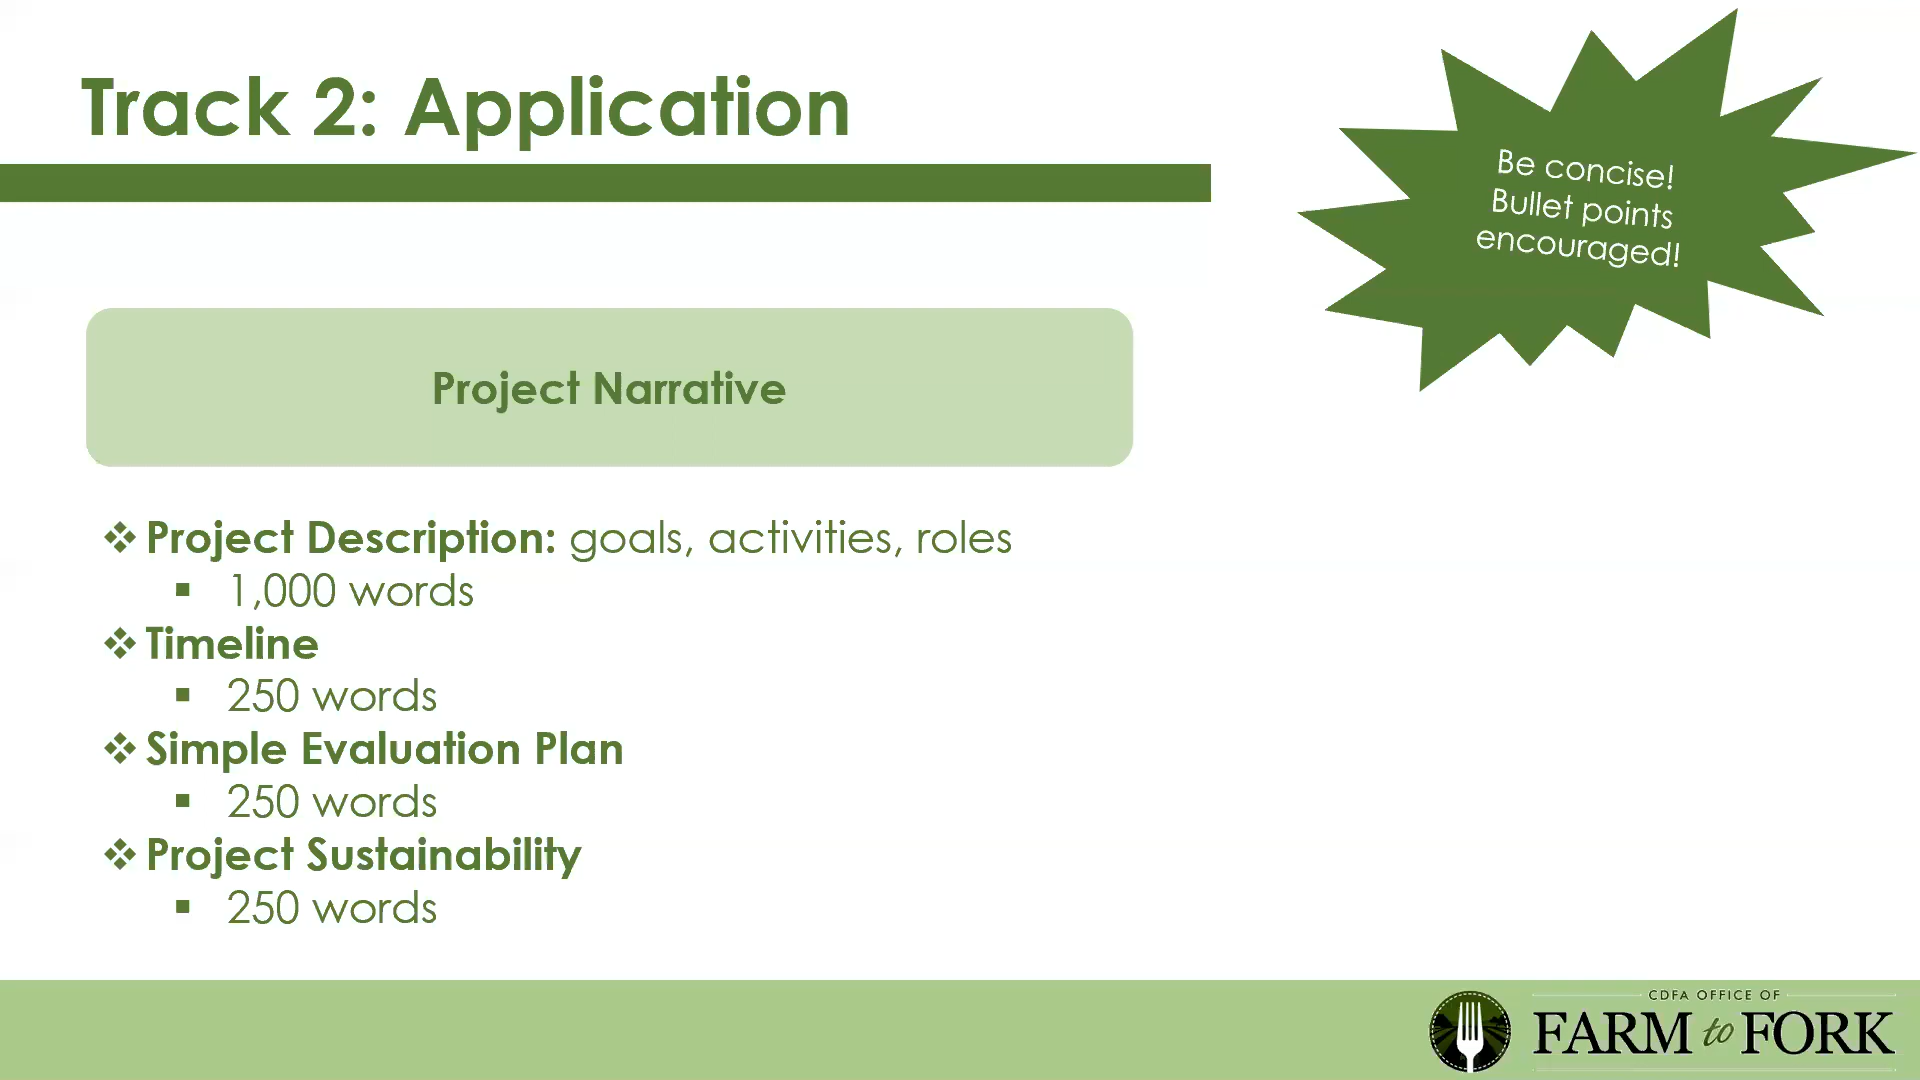 Track 2: Application
Be concise!
Bullet points
encouraged!
Project Narrative
❖ Project Description: goals, activities, roles
▪ 1,000 words
❖ Timeline
▪ 250 words
❖ Simple Evaluation Plan
▪ 250 words
❖ Project Sustainability
▪ 250 words
CDFA OFFICE OF
FARM to FORK